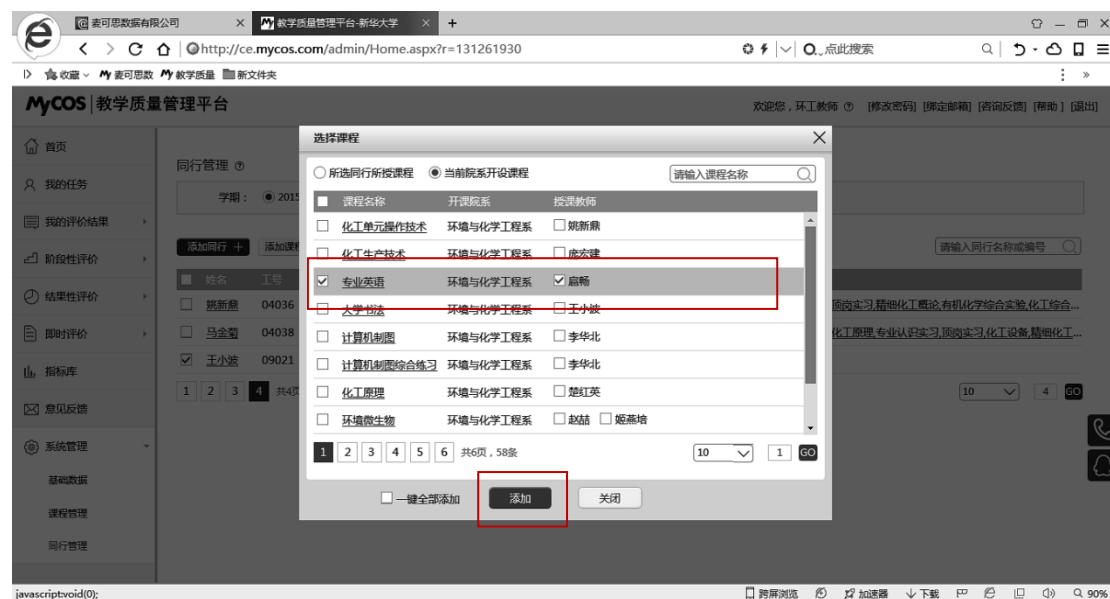 麦可思数据有限公司
教学质量管理平台-新华大学
http://ce.mycos.com/admin/Home.aspx?r=131261930
点此搜索
收藏 麦可思数 教学质量 新文件夹
MyCOS 教学质量管理平台
欢迎您，环工教师 [修改密码] [绑定邮箱] [咨询反馈] [帮助] [退出]
首页
我的任务
我的评价结果
阶段性评价
结果性评价
即时评价
指标库
意见反馈
系统管理
基础数据
课程管理
同行管理
同行管理
学期： 2015
添加同行 添加课程
请输入同行名称或编号
姓名 工号
姚新鼎 04036
顶岗实习,精细化工概论,有机化学综合实验,化工综合...
马金菊 04038
化工原理,专业认识实习,顶岗实习,化工设备,精细化工...
王小波 09021
1 2 3 4 共4页
10 4 GO
选择课程
所选同行所授课程 当前院系开设课程 请输入课程名称
课程名称 开课院系 授课教师
化工单元操作技术 环境与化学工程系 姚新鼎
化工生产技术 环境与化学工程系 庞宏建
专业英语 环境与化学工程系 扈畅
大学书法 环境与化学工程系 王小波
计算机制图 环境与化学工程系 李华北
计算机制图综合练习 环境与化学工程系 李华北
化工原理 环境与化学工程系 楚红英
环境微生物 环境与化学工程系 赵喆 姬燕培
1 2 3 4 5 6 共6页，58条 10 1 GO
一键全部添加 添加 关闭
javascript:void(0);
跨屏浏览 加速器 下载 90%